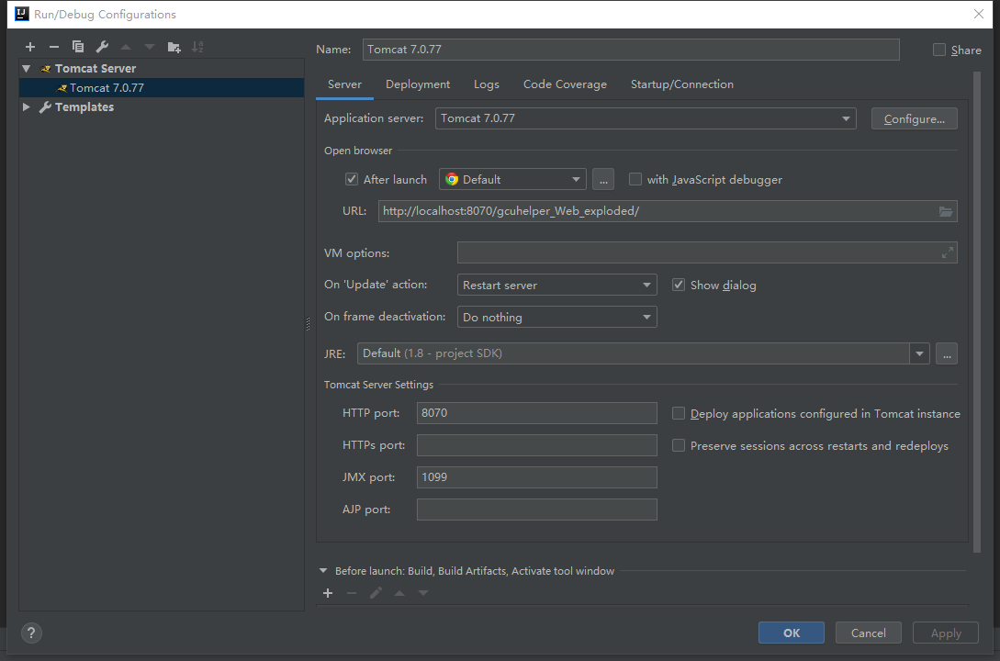 Run/Debug Configurations
Name: Tomcat 7.0.77 Share
Tomcat Server
Tomcat 7.0.77
Templates
Server Deployment Logs Code Coverage Startup/Connection
Application server: Tomcat 7.0.77 Configure...
Open browser
After launch Default ... with JavaScript debugger
URL: http://localhost:8070/gcuhelper_Web_exploded/
VM options:
On 'Update' action: Restart server Show dialog
On frame deactivation: Do nothing
JRE: Default (1.8 - project SDK) ...
Tomcat Server Settings
HTTP port: 8070 Deploy applications configured in Tomcat instance
HTTPs port: Preserve sessions across restarts and redeploys
JMX port: 1099
AJP port:
Before launch: Build, Build Artifacts, Activate tool window
? OK Cancel Apply